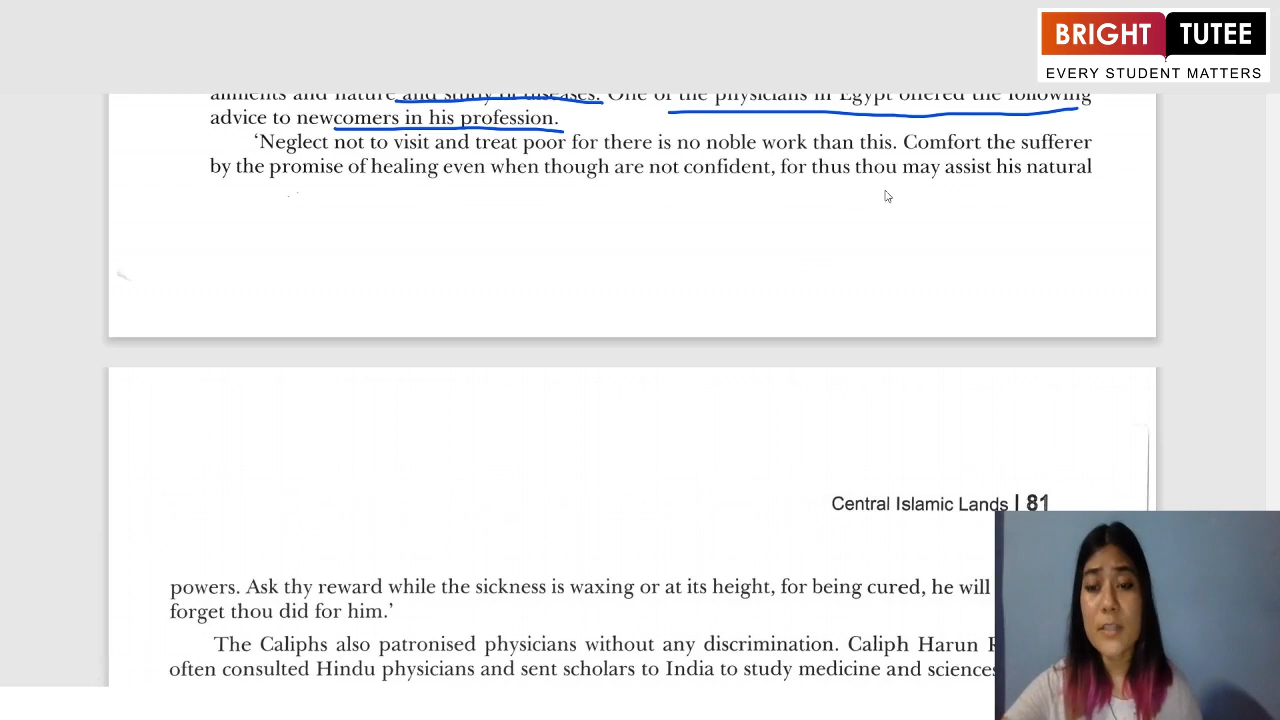 BRIGHT TUTEE
EVERY STUDENT MATTERS
ailments and nature and study of diseases. One of the physicians in Egypt offered the following
advice to newcomers in his profession.
‘Neglect not to visit and treat poor for there is no noble work than this. Comfort the sufferer
by the promise of healing even when though are not confident, for thus thou may assist his natural
Central Islamic Lands | 81
powers. Ask thy reward while the sickness is waxing or at its height, for being cured, he will
forget thou did for him.’
The Caliphs also patronised physicians without any discrimination. Caliph Harun R
often consulted Hindu physicians and sent scholars to India to study medicine and sciences